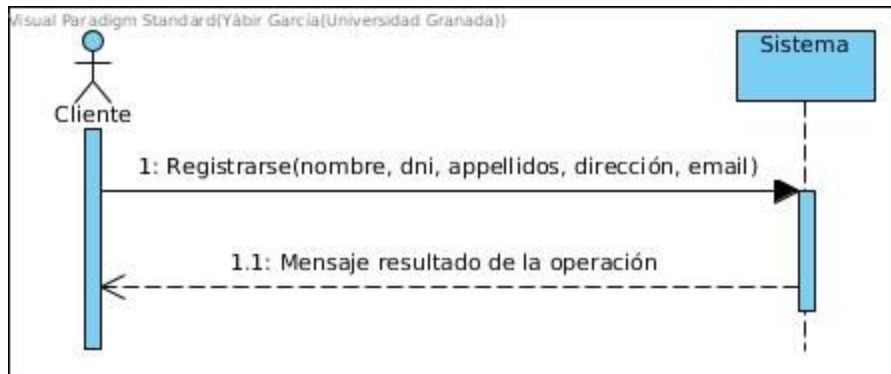 Visual Paradigm Standard(Yábir García(Universidad Granada))
Sistema
Cliente
1: Registrarse(nombre, dni, appellidos, dirección, email)
1.1: Mensaje resultado de la operación